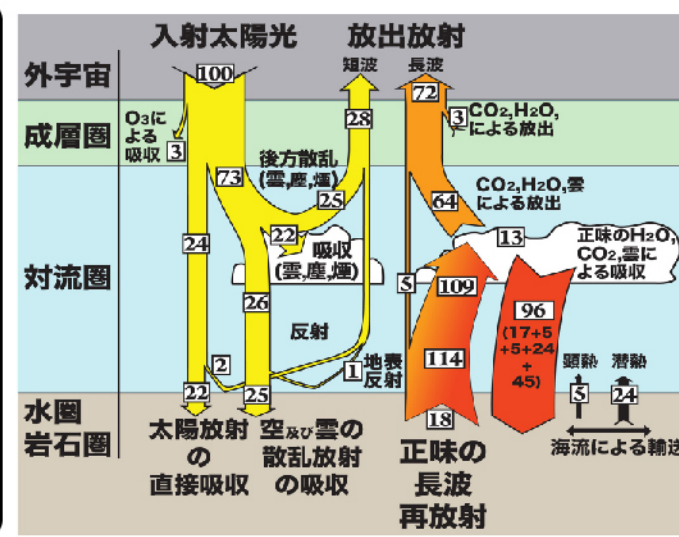 入射太陽光
放出放射
外宇宙
100
短波
長波
72
成層圏
O3に
よる
吸収
3
28
3
CO2,H2O,
による放出
73
後方散乱
(雲,塵,煙)
25
64
CO2,H2O,雲
による放出
対流圏
24
22
吸収
(雲,塵,煙)
13
正味のH2O,
CO2,雲に
よる吸収
26
反射
5
109
96
(17+5
+5+24
+
45)
2
1
地表
反射
114
顕熱
潜熱
5
24
22
25
18
水圏
岩石圏
太陽放射
の
直接吸収
空及び雲の
散乱放射
の吸収
正味の
長波
再放射
海流による輸送